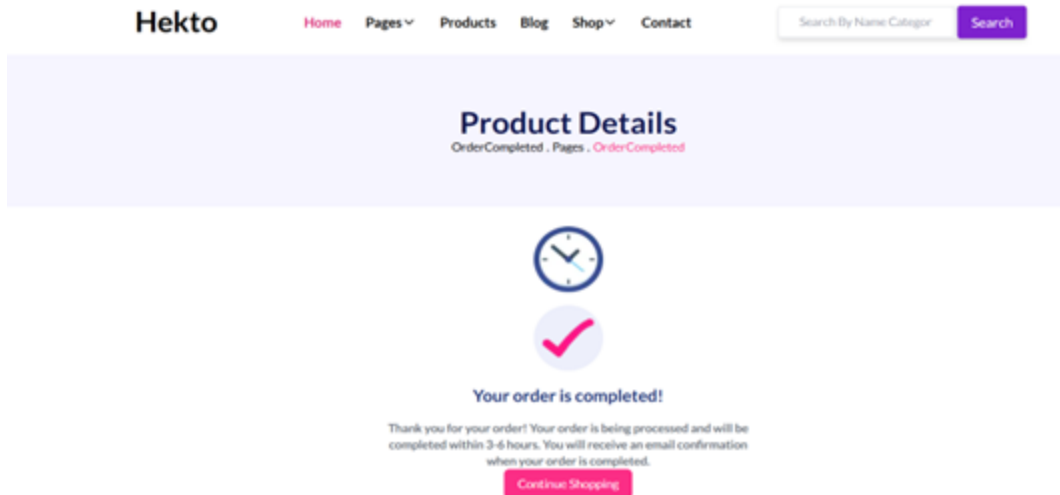 Hekto Home Pages Products Blog Shop Contact Search By Name Categor Search
Product Details
OrderCompleted . Pages . OrderCompleted
Your order is completed!
Thank you for your order! Your order is being processed and will be
completed within 3-6 hours. You will receive an email confirmation
when your order is completed.
Continue Shopping